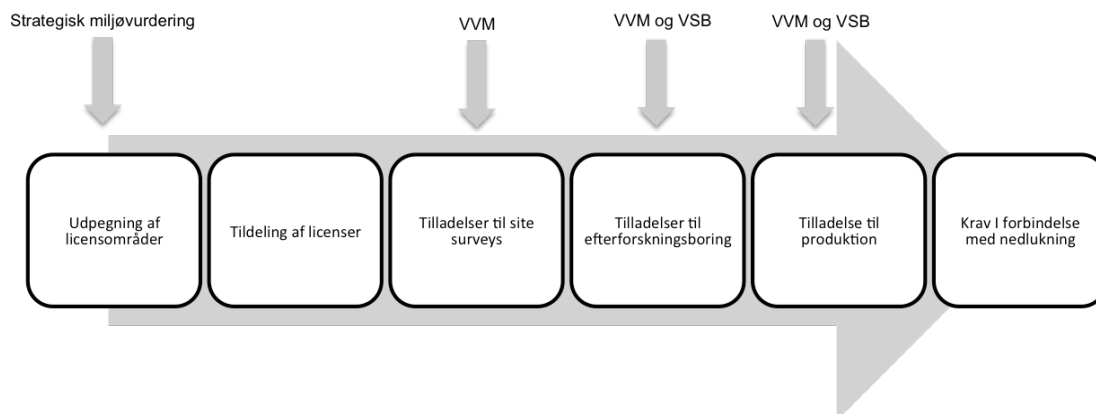 Strategisk miljøvurdering
VVM
VVM og VSB
VVM og VSB
Udpegning af
licensområder
Tildeling af licenser
Tilladelser til site
surveys
Tilladelser til
efterforskningsboring
Tilladelse til
produktion
Krav I forbindelse
med nedlukning